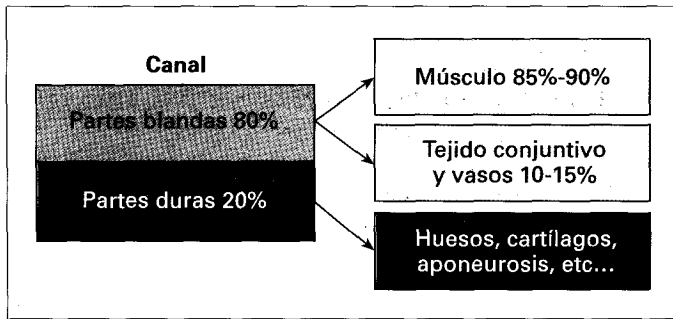 Canal
Partes blandas 80%
Partes duras 20%
Músculo 85%-90%
Tejido conjuntivo
y vasos 10-15%
Huesos, cartílagos,
aponeurosis, etc...